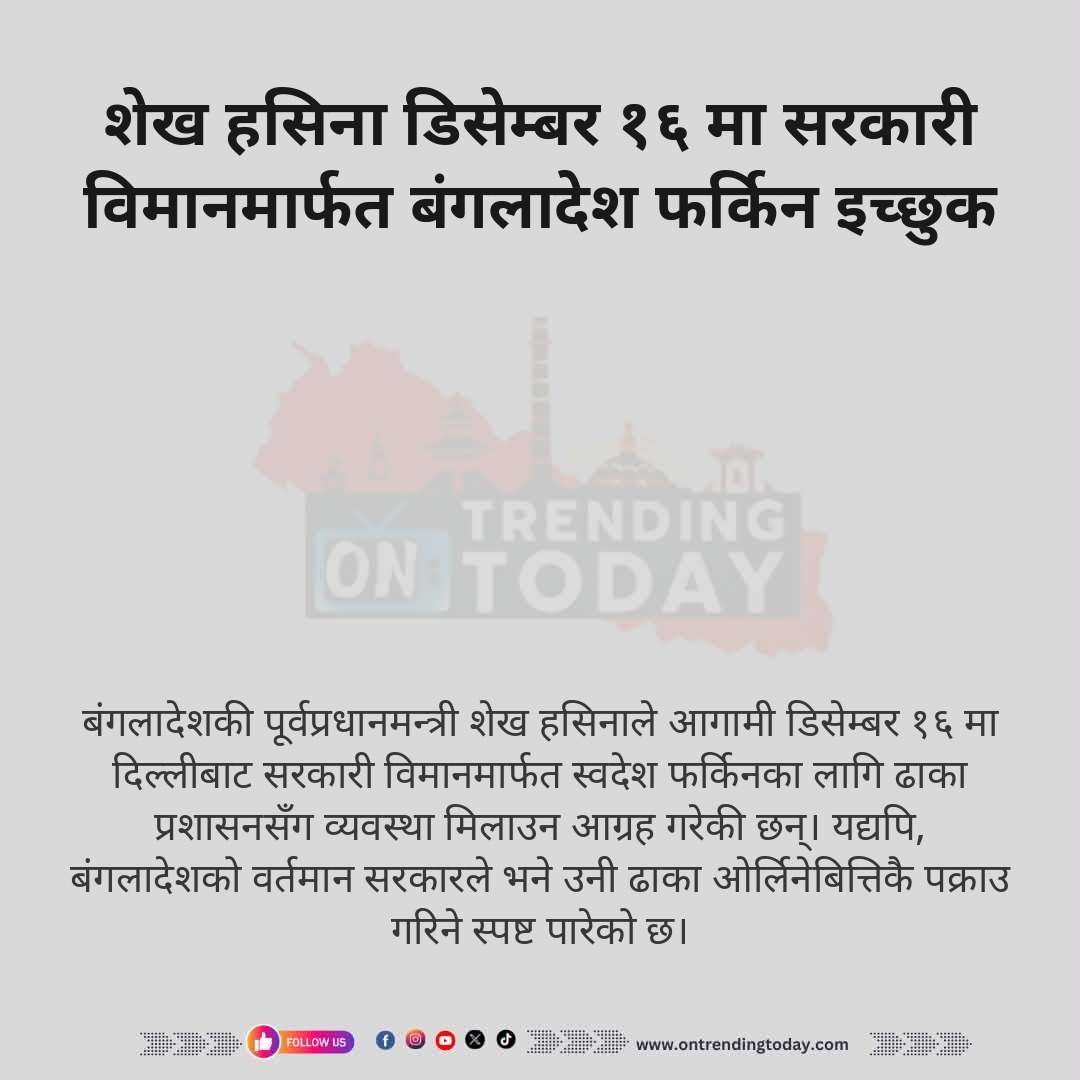 शेख हसिना डिसेम्बर १६ मा सरकारी
विमानमार्फत बंगलादेश फर्किन इच्छुक
ON TRENDING
TODAY
बंगलादेशकी पूर्वप्रधानमन्त्री शेख हसिनाले आगामी डिसेम्बर १६ मा
दिल्लीबाट सरकारी विमानमार्फत स्वदेश फर्किनका लागि ढाका
प्रशासनसँग व्यवस्था मिलाउन आग्रह गरेकी छन्। यद्यपि,
बंगलादेशको वर्तमान सरकारले भने उनी ढाका ओर्लिनेबित्तिकै पक्राउ
गरिने स्पष्ट पारेको छ।
FOLLOW US www.ontrendingtoday.com